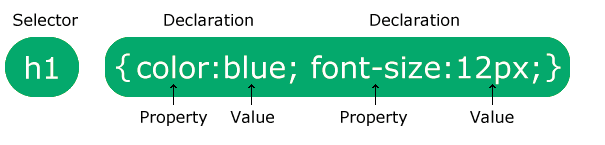 Selector Declaration Declaration
h1 {color:blue; font-size:12px;}
Property Value Property Value